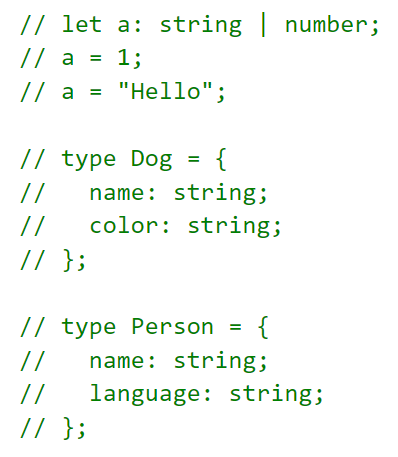 // let a: string | number;
// a = 1;
// a = "Hello";
// type Dog = {
//   name: string;
//   color: string;
// };
// type Person = {
//   name: string;
//   language: string;
// };